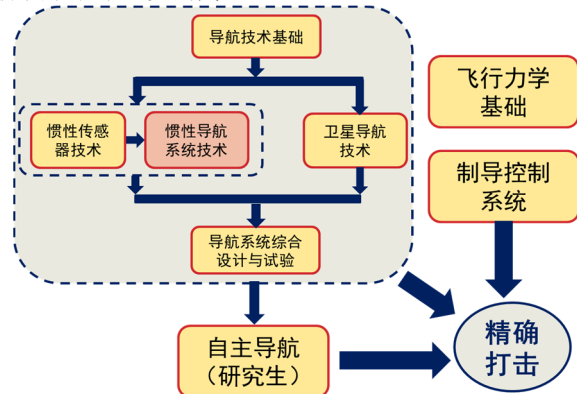 导航技术基础
惯性传感
器技术
惯性导航
系统技术
卫星导航
技术
导航系统综合
设计与试验
自主导航
（研究生）
飞行力学
基础
制导控制
系统
精确
打击